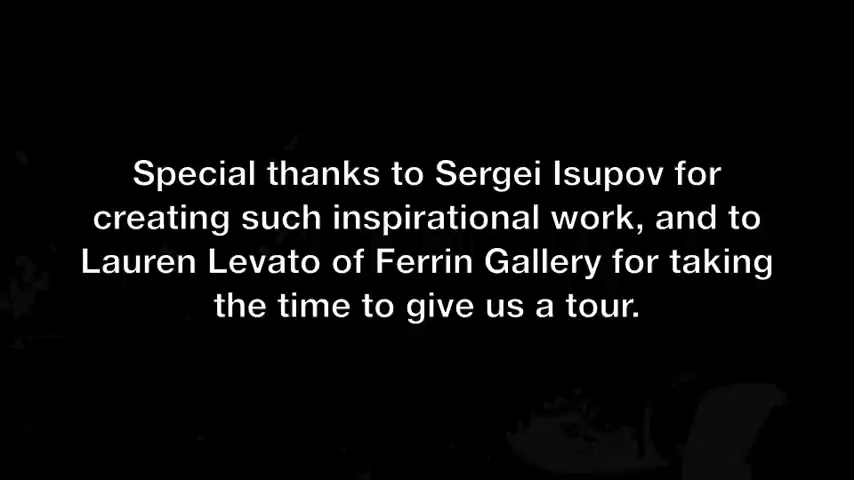 Special thanks to Sergei Isupov for
creating such inspirational work, and to
Lauren Levato of Ferrin Gallery for taking
the time to give us a tour.